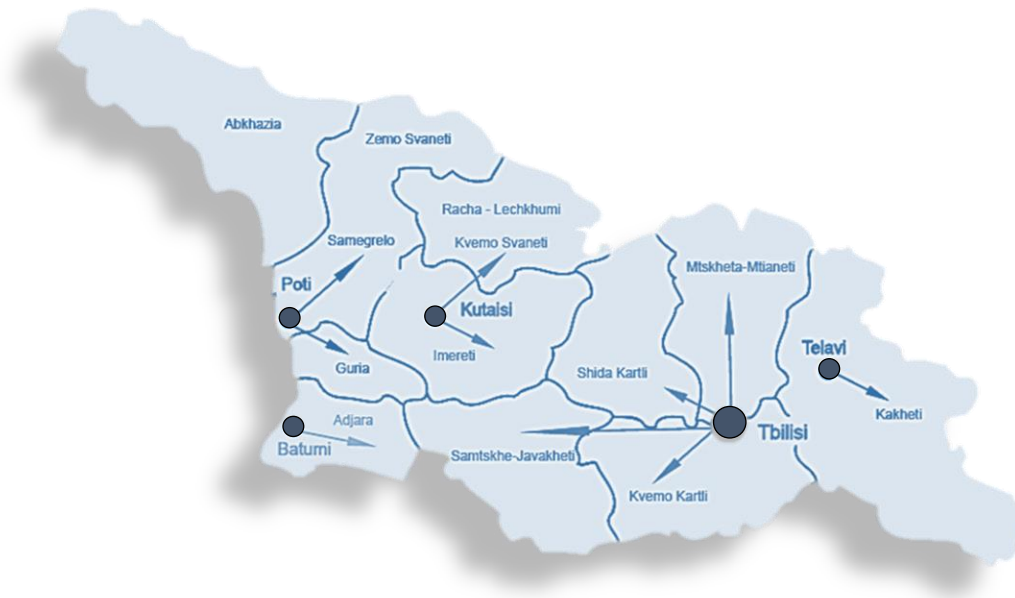 Abkhazia
Zemo Svaneti
Racha - Lechkhumi
Kvemo Svaneti
Samegrelo
Mtskheta-Mtianeti
Poti
Kutaisi
Imereti
Guria
Shida Kartli
Telavi
Kakheti
Adjara
Batumi
Tbilisi
Samtskhe-Javakheti
Kvemo Kartli